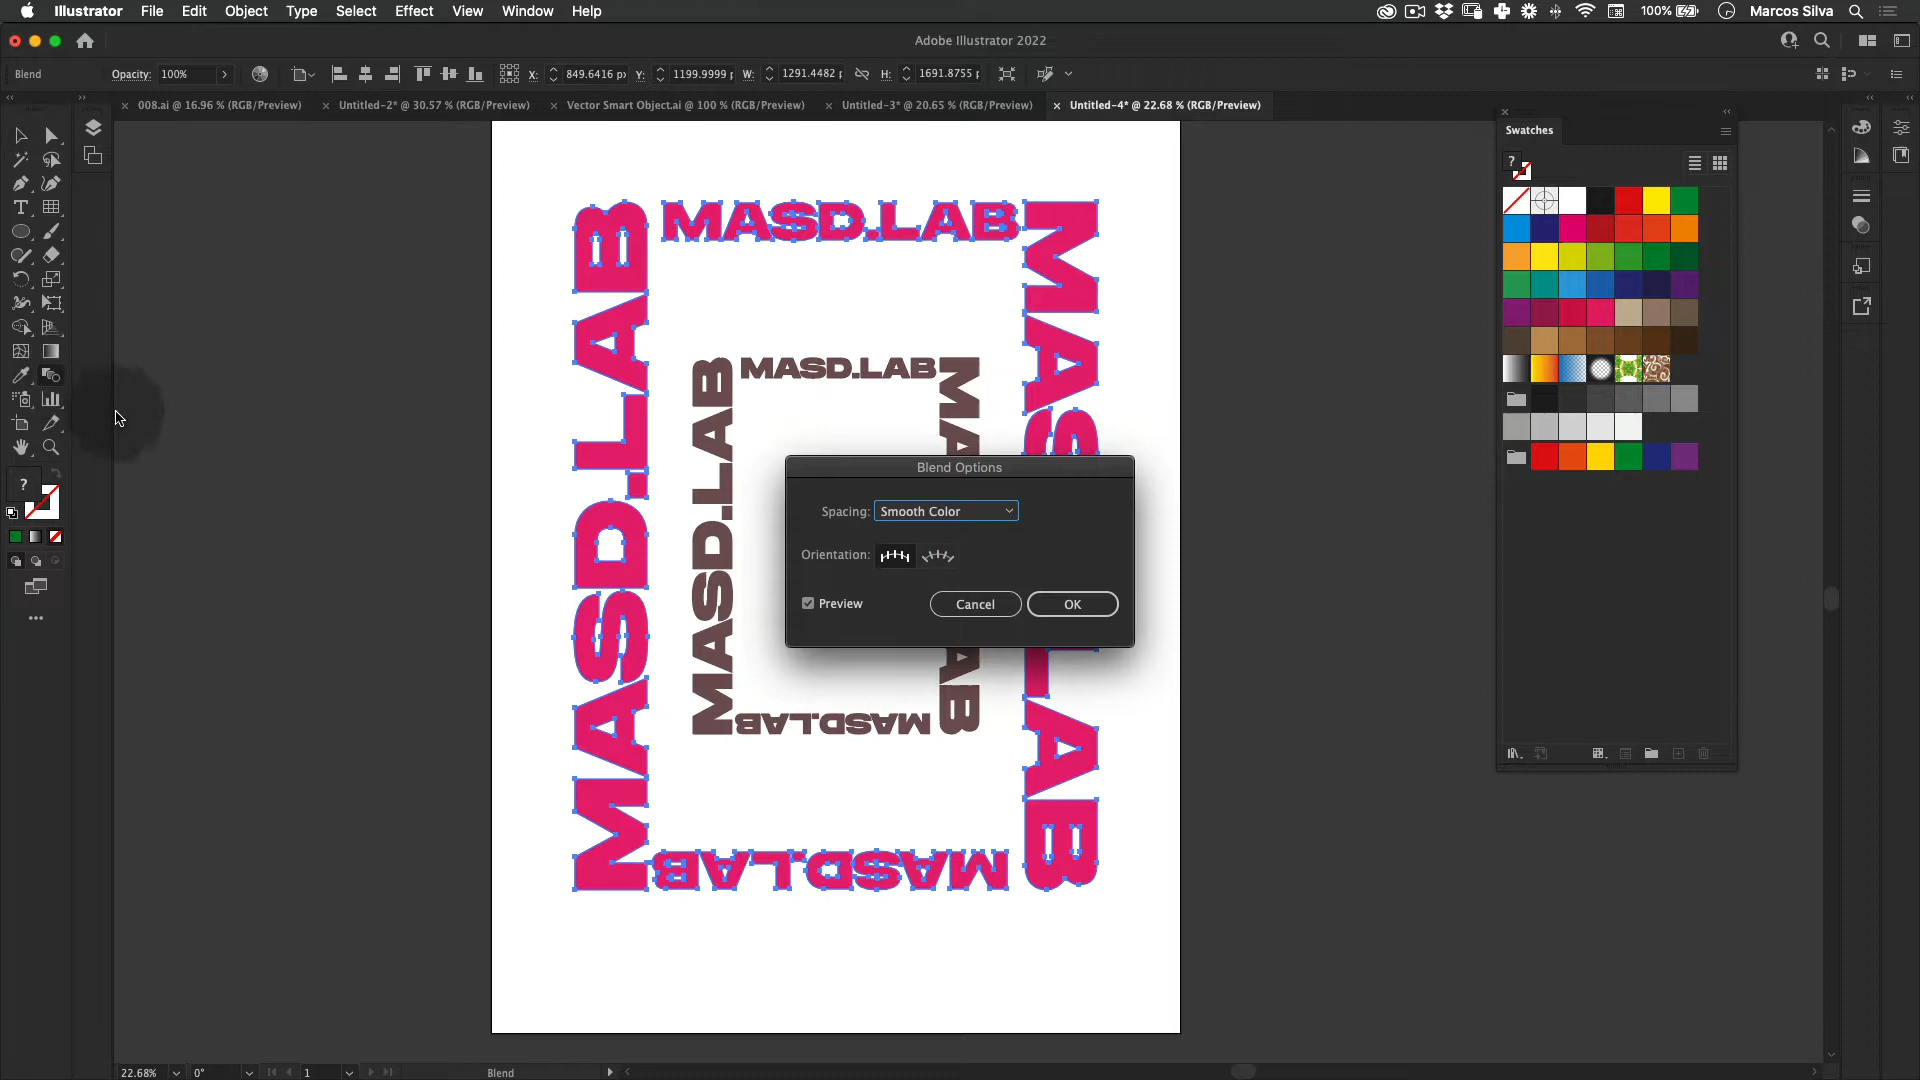 Illustrator File Edit Object Type Select Effect View Window Help
100% Marcos Silva
Adobe Illustrator 2022
Blend Opacity: 100% X: 849.6416 px Y: 1199.9999 p W: 1291.4482 p H: 1691.8755 p
008.ai @ 16.96 % (RGB/Preview) Untitled-2* @ 30.57 % (RGB/Preview) Vector Smart Object.ai @ 100 % (RGB/Preview) Untitled-3* @ 20.65 % (RGB/Preview) Untitled-4* @ 22.68 % (RGB/Preview)
Swatches
?
MASD.LAB
MASD.LAB
MASD.LAB
MASD.LAB
MASD.LAB
MASD.LAB
MAS LAB
MA AB
Blend Options
Spacing: Smooth Color
Orientation:
Preview Cancel OK
?
MASD.LAB
MASD.LAB
22.68% 0° 1 Blend